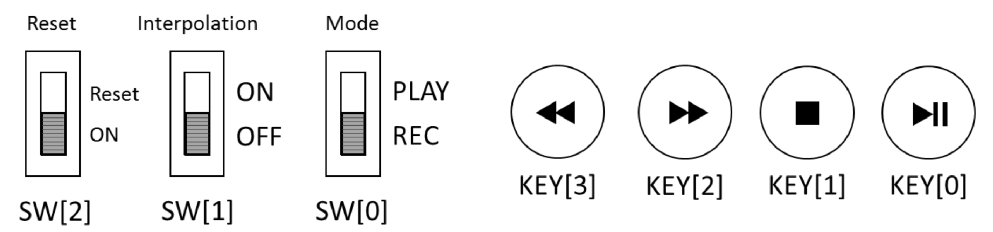 Reset Interpolation Mode
Reset ON PLAY
ON OFF REC
KEY[3] KEY[2] KEY[1] KEY[0]
SW[2] SW[1] SW[0]